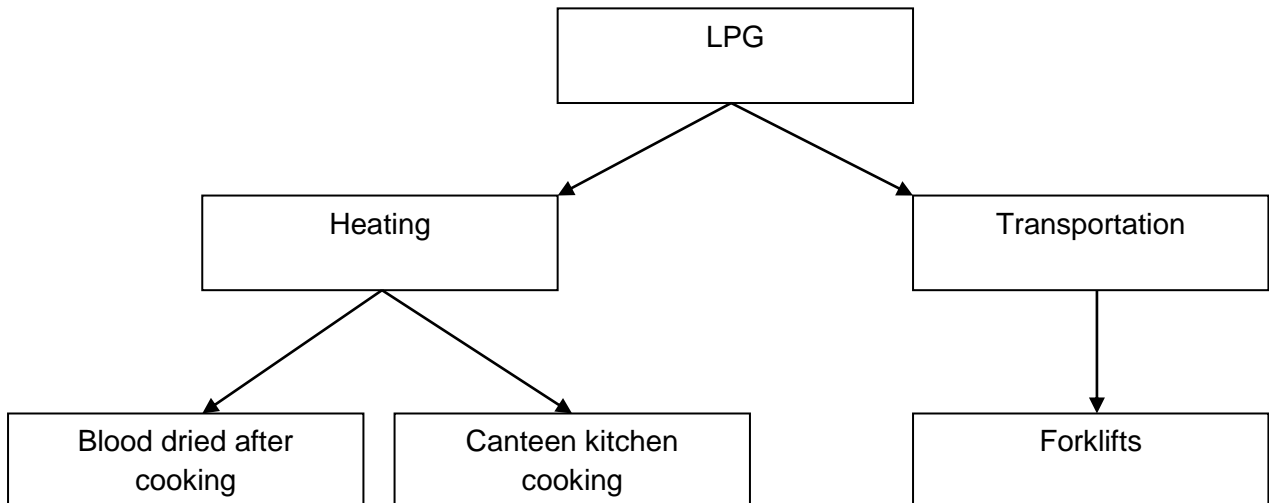 LPG
Heating
Transportation
Blood dried after
cooking
Canteen kitchen
cooking
Forklifts